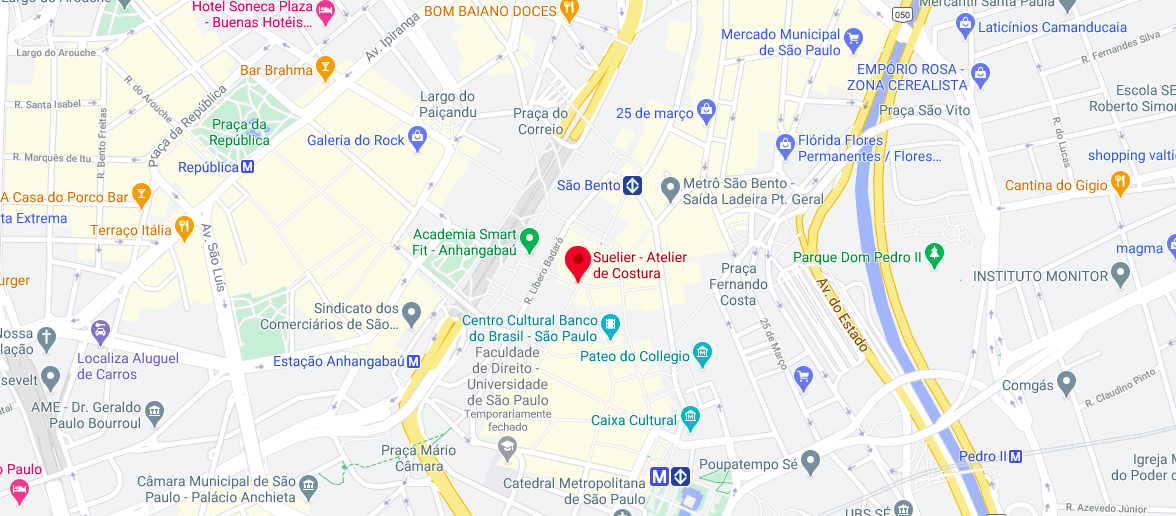 Largo do Arouche
Hotel Soneca Plaza
- Buenas Hotéis...
BOM BAIANO DOCES
050
Mercantil Santa Paula
Laticínios Camanducaia
R. Fernandes Silva
Largo do Arouche
Av. Ipiranga
Mercado Municipal
de São Paulo
EMPÓRIO ROSA -
ZONA CEREALISTA
Bar Brahma
R. do Arouche
R. Santa Isabel
R. Bento Freitas
Praça da República
Largo do
Paiçandu
Praça do
Correio
25 de março
Praça São Vito
Escola SE
Roberto Simon
Praça da
República
Galeria do Rock
Flórida Flores
Permanentes / Flores...
R. do Lucas
shopping valti
R. Marquês de Itu
República M
São Bento
Metrô São Bento -
Saída Ladeira Pt. Geral
Cantina do Gigio
A Casa do Porco Bar
rta Extrema
Terraço Itália
Av. São Luís
Academia Smart
Fit - Anhangabaú
R. Líbero Badaró
Suelier - Atelier
de Costura
Praça
Fernando
Costa
Parque Dom Pedro II
magma
INSTITUTO MONITOR
urger
Av. do Estado
25 de Março
Sindicato dos
Comerciários de São...
Centro Cultural Banco
do Brasil - São Paulo
Nossa
lação
Localiza Aluguel
de Carros
Estação Anhangabaú M
Faculdade
de Direito -
Universidade
de São Paulo
Temporariamente
fechado
Pateo do Collegio
osevelt
Comgás
R. Claudino Pinto
AME - Dr. Geraldo
Paulo Bourroul
Caixa Cultural
Praça Mário
Câmara
Pedro II M
o Paulo
Câmara Municipal de São
Paulo - Palácio Anchieta
M
Poupatempo Sé
Catedral Metropolitana
de São Paulo
Igreja M
do Poder d
UBS SÉ
R. Azevedo Júnior